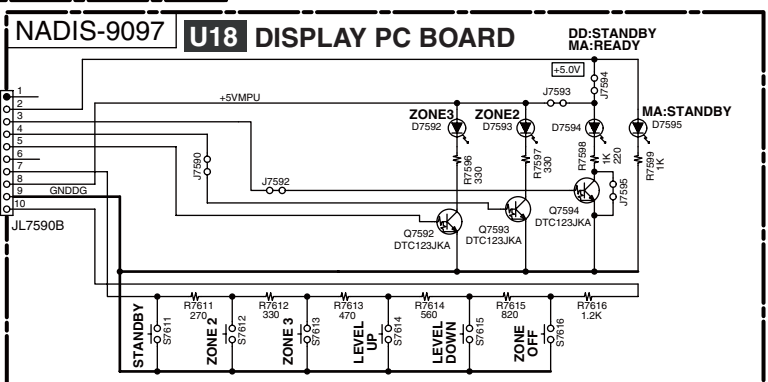 NADIS-9097 U18 DISPLAY PC BOARD
DD:STANDBY
MA:READY
+5.0V
J7594
J7593
+5VMPU
ZONE3
D7592
ZONE2
D7593
D7594
MA:STANDBY
D7595
1
2
3
4
5
6
7
8
9
10
GNDDG
JL7590B
J7590
J7592
R7596
330
R7597
330
R7598
1K
220
R7599
1K
J7595
Q7592
DTC123JKA
Q7593
DTC123JKA
Q7594
DTC123JKA
R7611
270
R7612
330
R7613
470
R7614
560
R7615
820
R7616
1.2K
STANDBY
S7611
ZONE 2
S7612
ZONE 3
S7613
LEVEL
UP
S7614
LEVEL
DOWN
S7615
ZONE
OFF
S7616